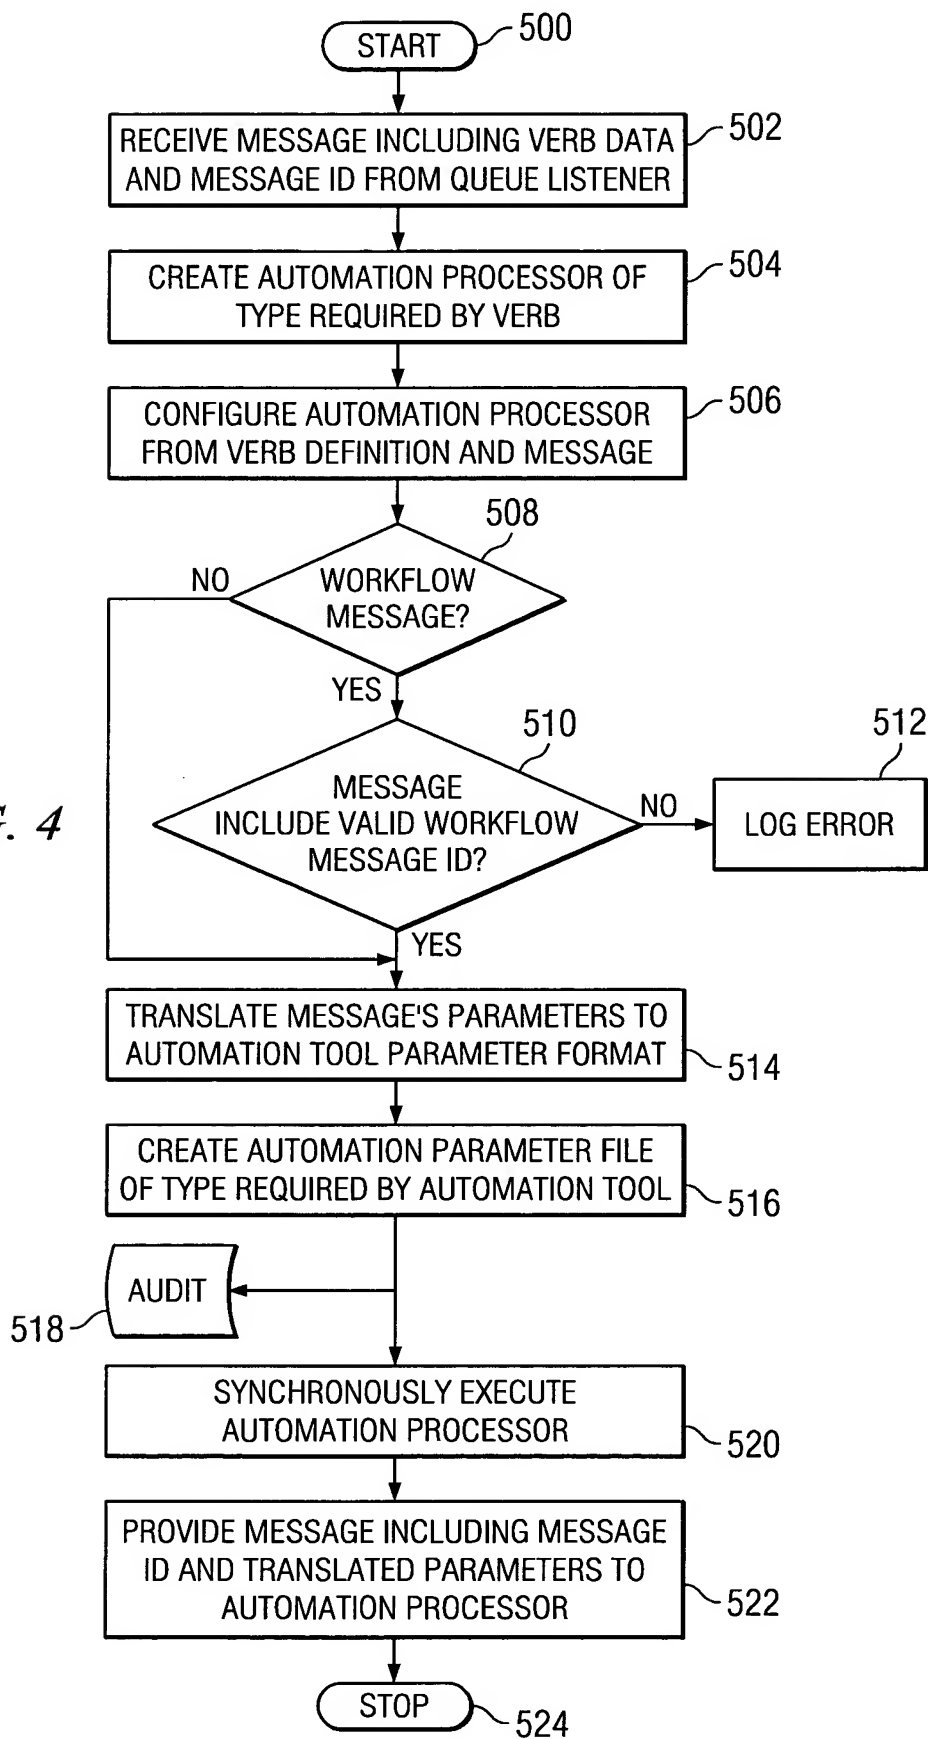 START
500
RECEIVE MESSAGE INCLUDING VERB DATA
AND MESSAGE ID FROM QUEUE LISTENER
502
CREATE AUTOMATION PROCESSOR OF
TYPE REQUIRED BY VERB
504
CONFIGURE AUTOMATION PROCESSOR
FROM VERB DEFINITION AND MESSAGE
506
508
NO
WORKFLOW
MESSAGE?
YES
510
512
MESSAGE
INCLUDE VALID WORKFLOW
MESSAGE ID?
NO
LOG ERROR
G. 4
YES
TRANSLATE MESSAGE'S PARAMETERS TO
AUTOMATION TOOL PARAMETER FORMAT
514
CREATE AUTOMATION PARAMETER FILE
OF TYPE REQUIRED BY AUTOMATION TOOL
516
AUDIT
518
SYNCHRONOUSLY EXECUTE
AUTOMATION PROCESSOR
520
PROVIDE MESSAGE INCLUDING MESSAGE
ID AND TRANSLATED PARAMETERS TO
AUTOMATION PROCESSOR
522
STOP
524